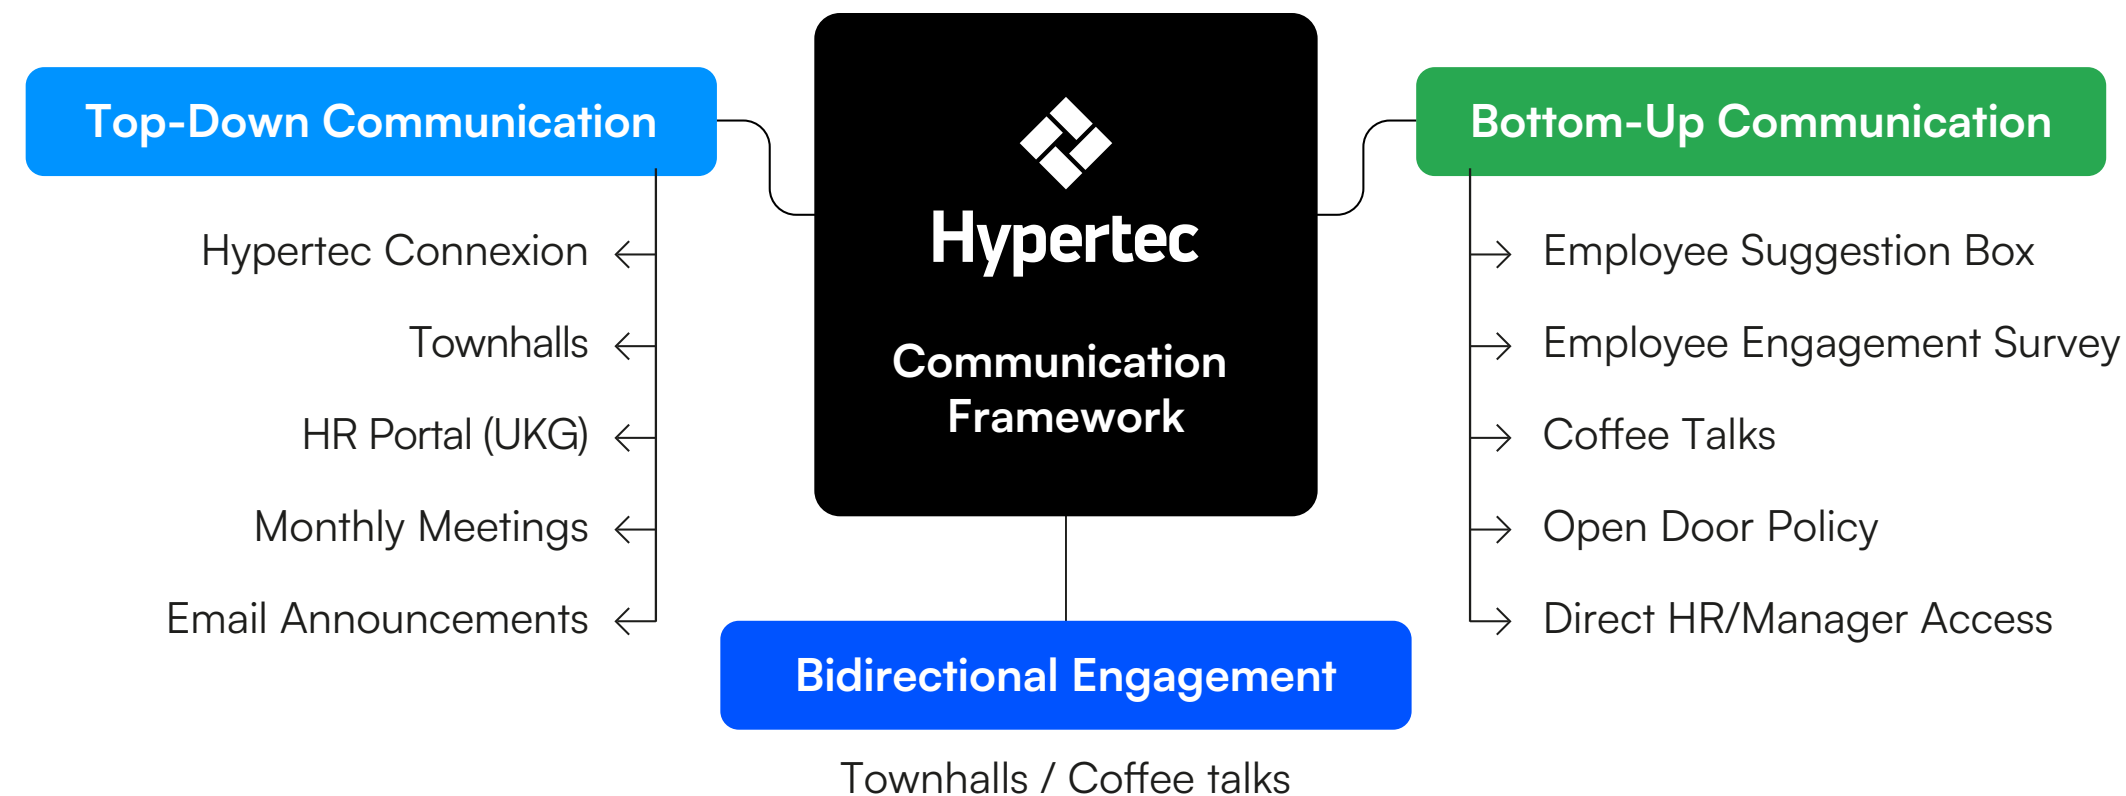 Top-Down Communication
Hypertec Connexion
Townhalls
HR Portal (UKG)
Monthly Meetings
Email Announcements
Hypertec
Communication
Framework
Bottom-Up Communication
Employee Suggestion Box
Employee Engagement Survey
Coffee Talks
Open Door Policy
Direct HR/Manager Access
Bidirectional Engagement
Townhalls / Coffee talks